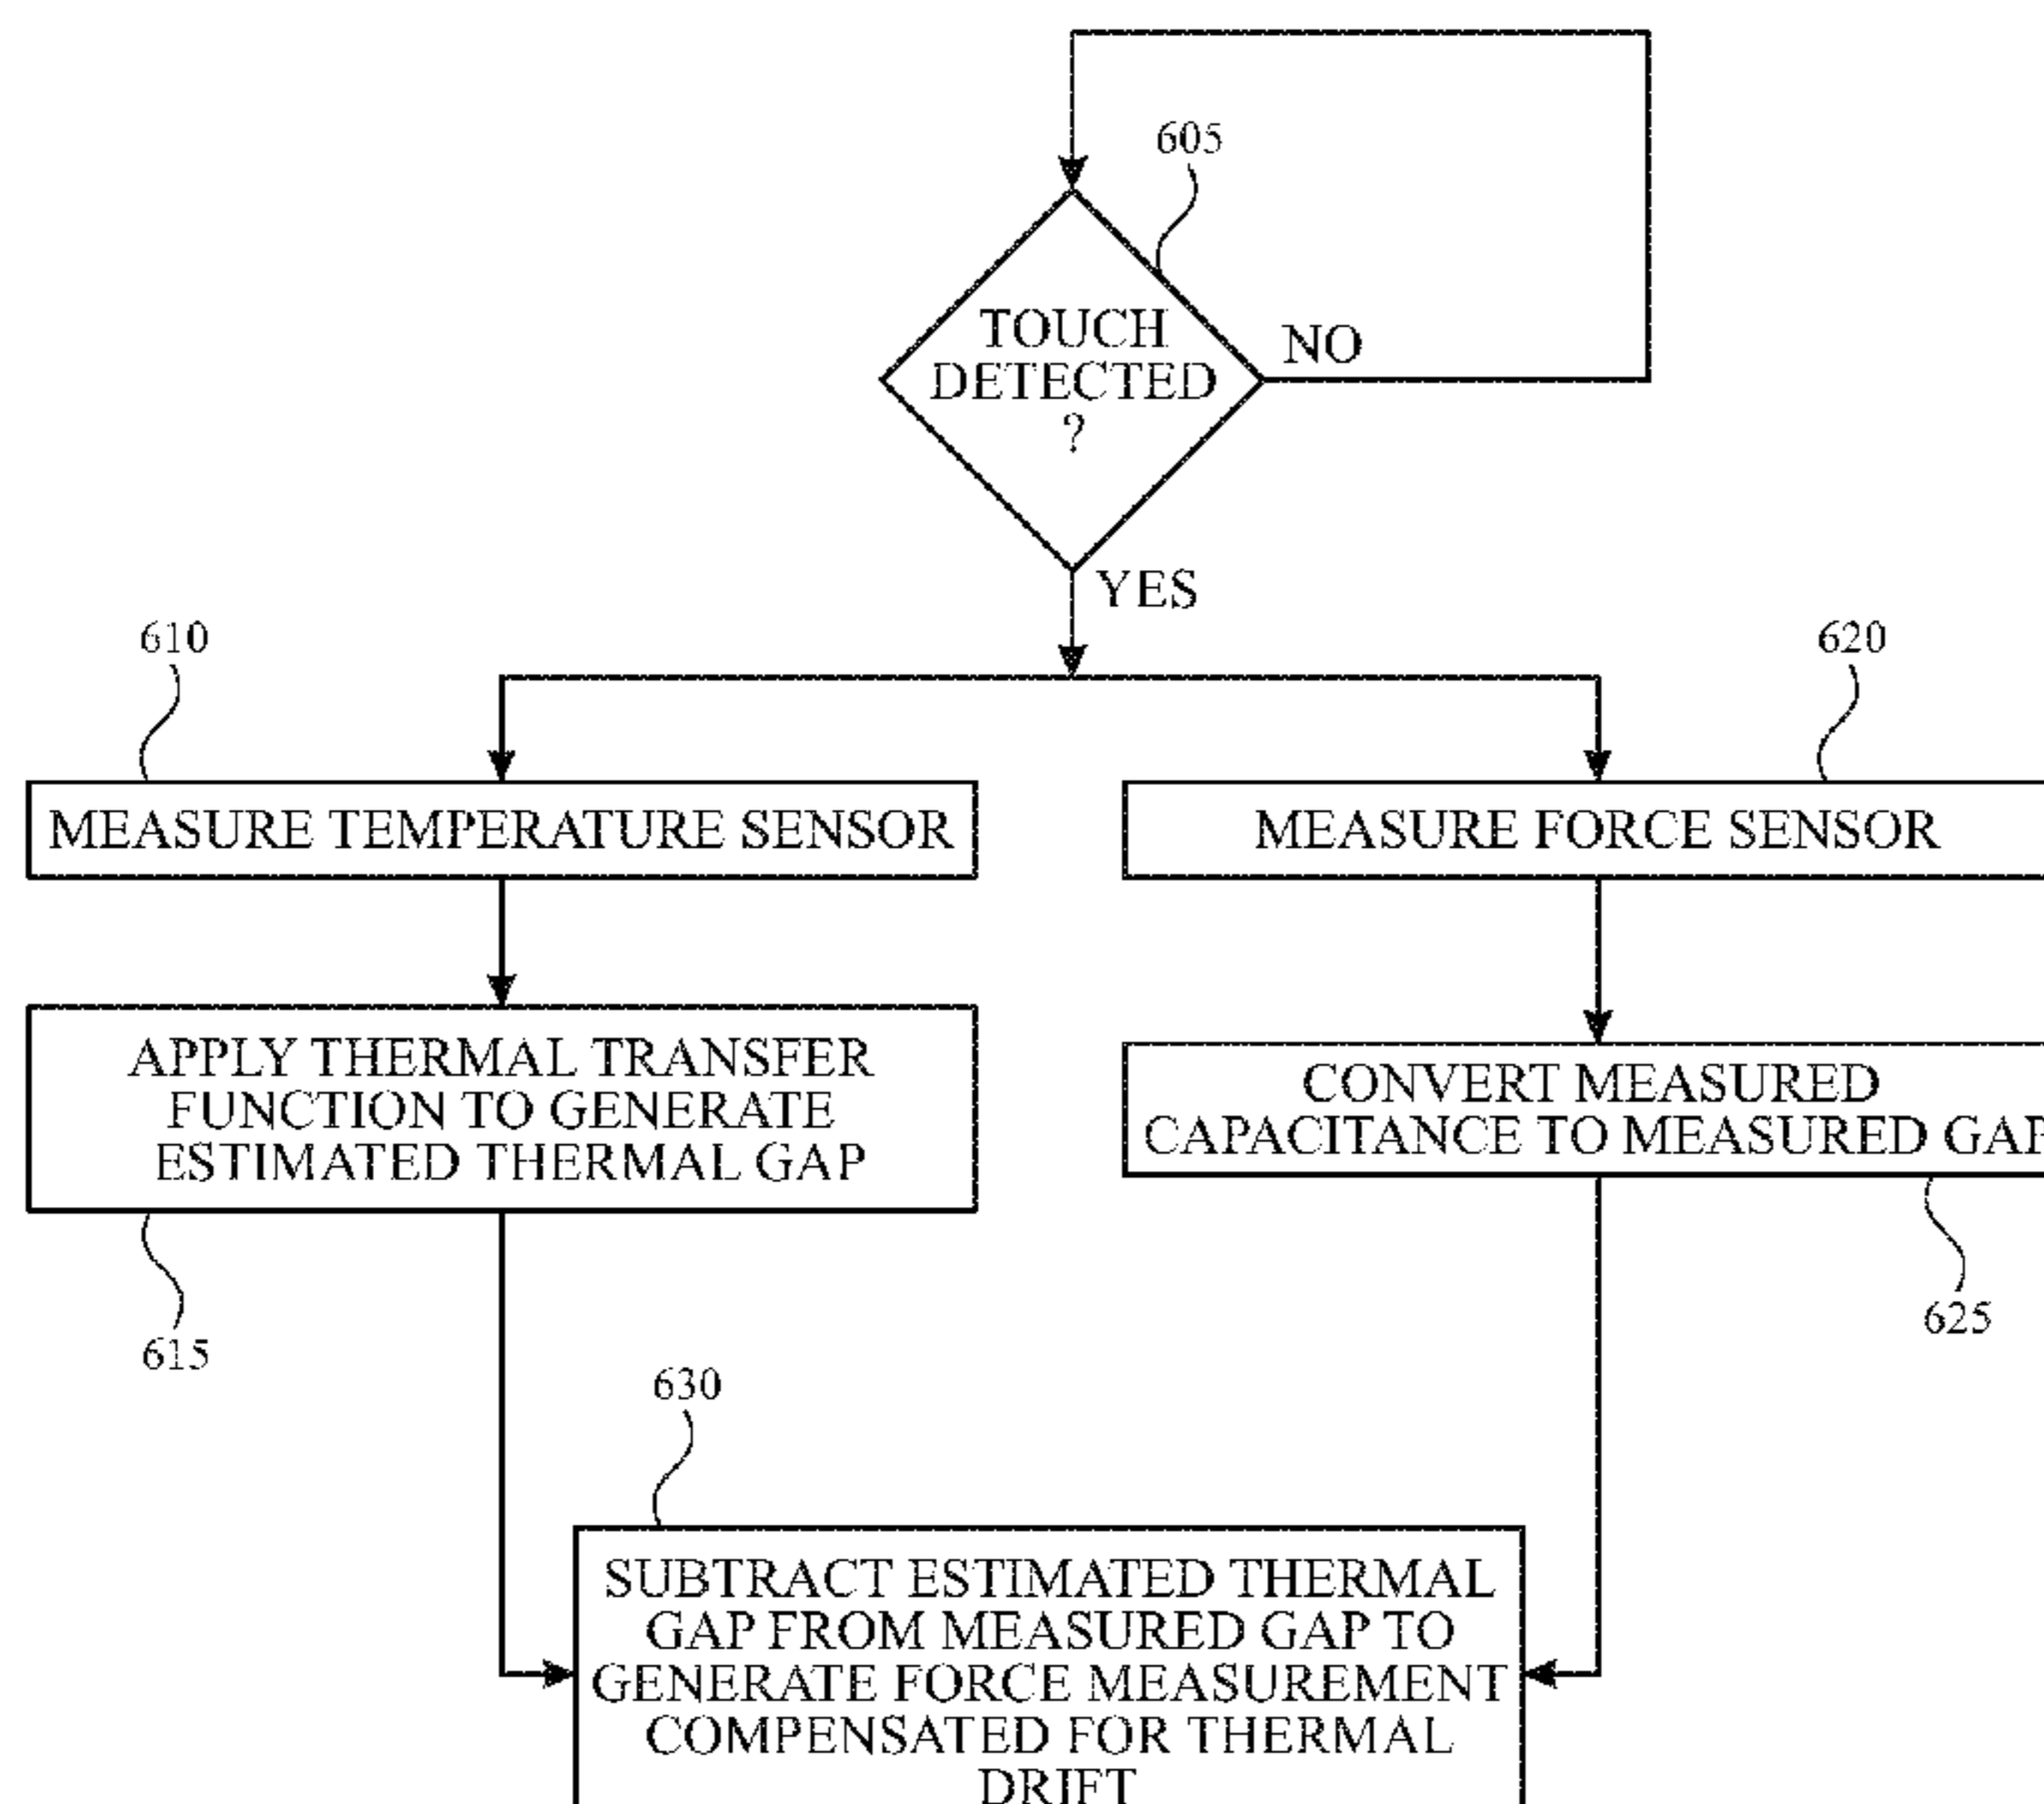 605
TOUCH
DETECTED
?
NO
YES
610
620
MEASURE TEMPERATURE SENSOR
MEASURE FORCE SENSOR
APPLY THERMAL TRANSFER
FUNCTION TO GENERATE
ESTIMATED THERMAL GAP
CONVERT MEASURED
CAPACITANCE TO MEASURED GAP
615
625
630
SUBTRACT ESTIMATED THERMAL
GAP FROM MEASURED GAP TO
GENERATE FORCE MEASUREMENT
COMPENSATED FOR THERMAL
DRIFT